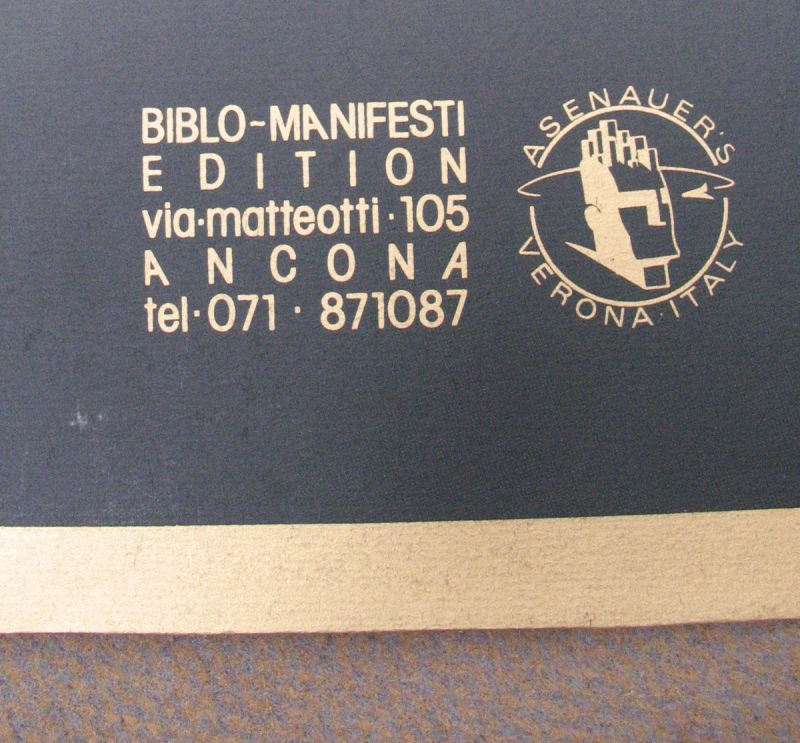 BIBLO-MANIFESTI
EDITION
via·matteotti·105
ANCONA
tel·071·871087
ASENAUER'S
VERONA·ITALY